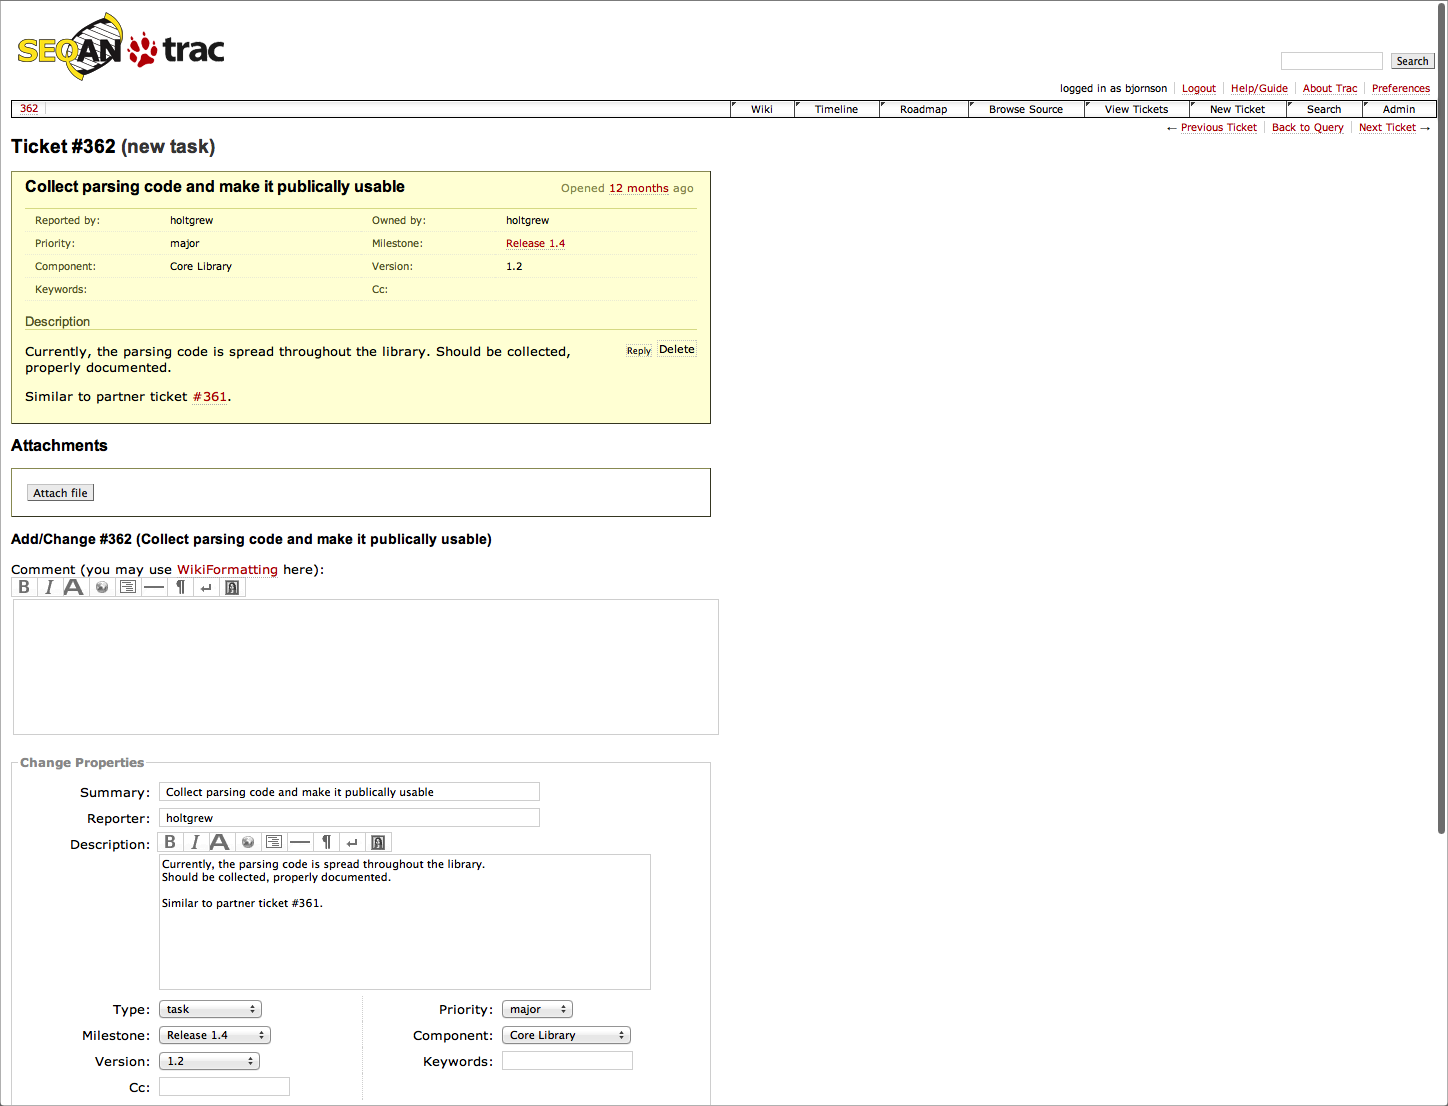 SEQAN trac
Search
logged in as bjornson Logout Help/Guide About Trac Preferences
362 Wiki Timeline Roadmap Browse Source View Tickets New Ticket Search Admin
← Previous Ticket Back to Query Next Ticket →
Ticket #362 (new task)
Collect parsing code and make it publically usable Opened 12 months ago
Reported by: holtgrew Owned by: holtgrew
Priority: major Milestone: Release 1.4
Component: Core Library Version: 1.2
Keywords: Cc:
Description
Currently, the parsing code is spread throughout the library. Should be collected, Reply Delete
properly documented.
Similar to partner ticket #361.
Attachments
Attach file
Add/Change #362 (Collect parsing code and make it publically usable)
Comment (you may use WikiFormatting here):
B I A ¶ ↵
Change Properties
Summary: Collect parsing code and make it publically usable
Reporter: holtgrew
Description: B I A ¶ ↵
Currently, the parsing code is spread throughout the library.
Should be collected, properly documented.
Similar to partner ticket #361.
Type: task Priority: major
Milestone: Release 1.4 Component: Core Library
Version: 1.2 Keywords:
Cc: